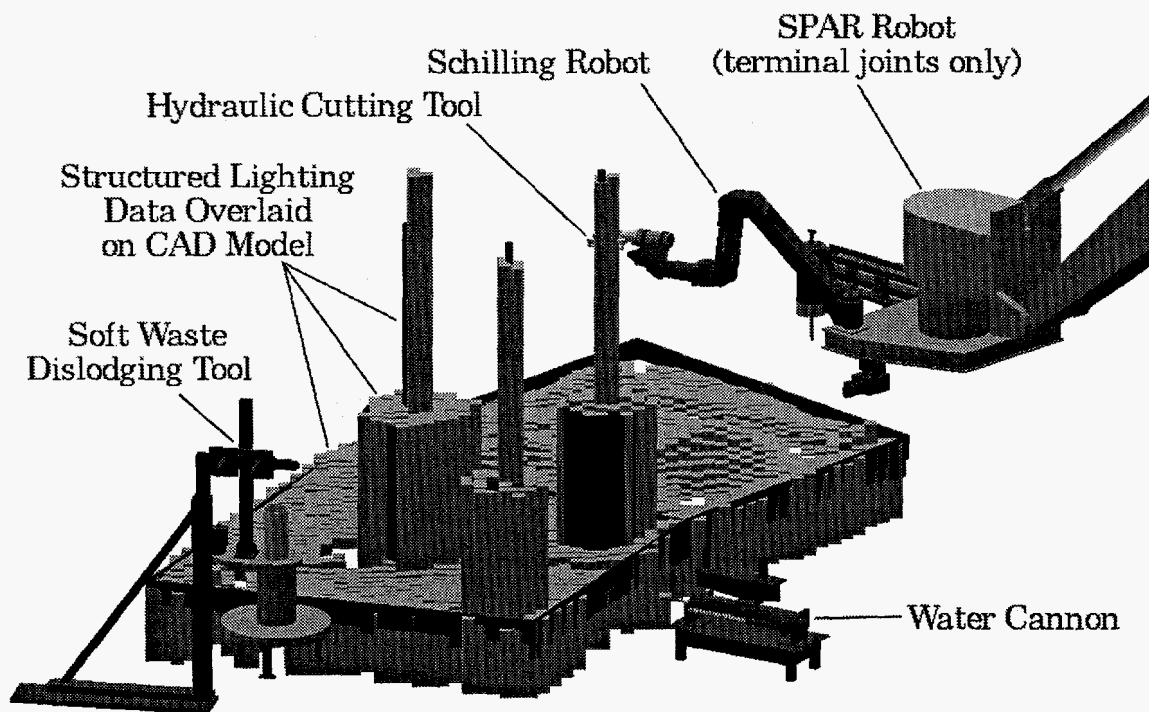 SPAR Robot
(terminal joints only)
Schilling Robot
Hydraulic Cutting Tool
Structured Lighting
Data Overlaid
on CAD Model
Soft Waste
Dislodging Tool
Water Cannon